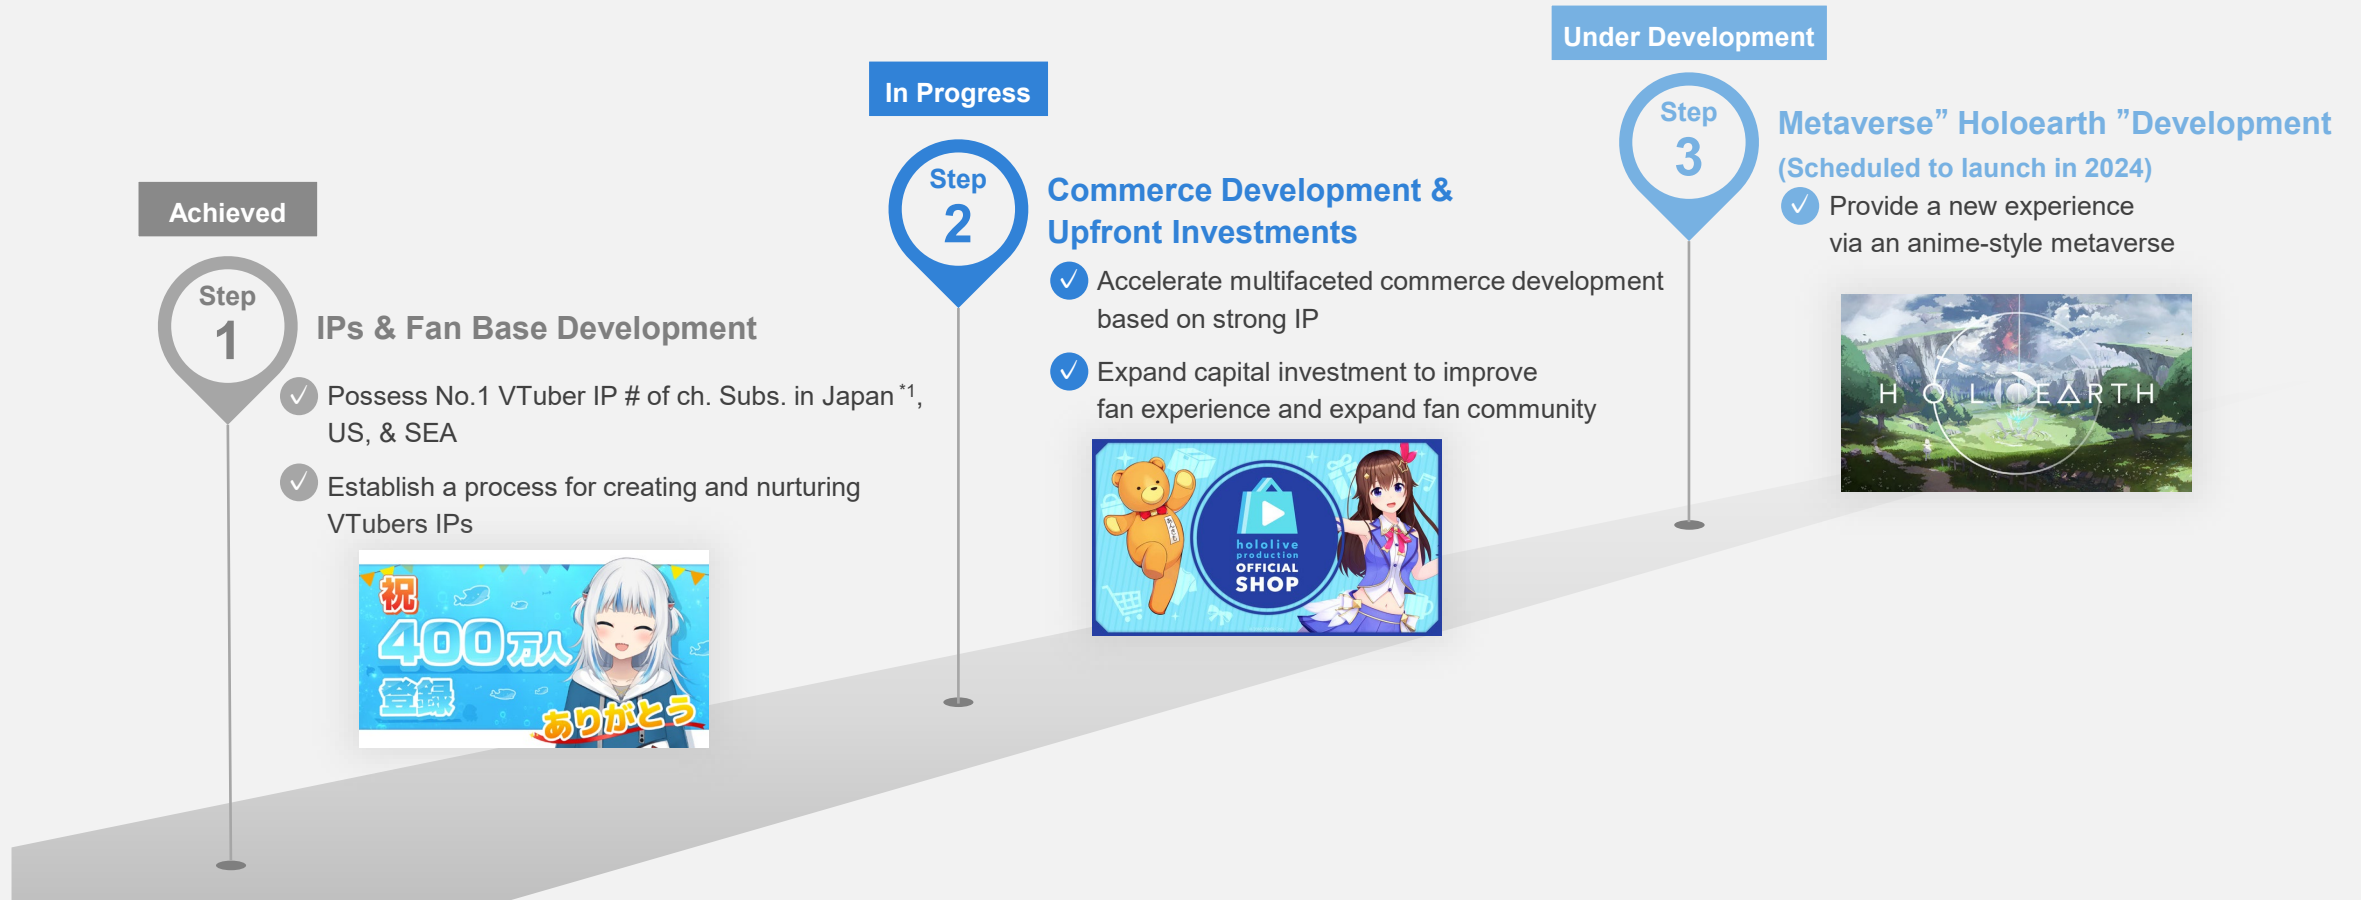 Achieved
Step
1
IPs & Fan Base Development
Possess No.1 VTuber IP # of ch. Subs. in Japan *1,
US, & SEA
Establish a process for creating and nurturing
VTubers IPs
祝
400万人
登録
ありがとう
In Progress
Step
2
Commerce Development &
Upfront Investments
Accelerate multifaceted commerce development
based on strong IP
Expand capital investment to improve
fan experience and expand fan community
hololive
production
OFFICIAL
SHOP
Under Development
Step
3
Metaverse” Holoearth ”Development
(Scheduled to launch in 2024)
Provide a new experience
via an anime-style metaverse
HOLOEARTH